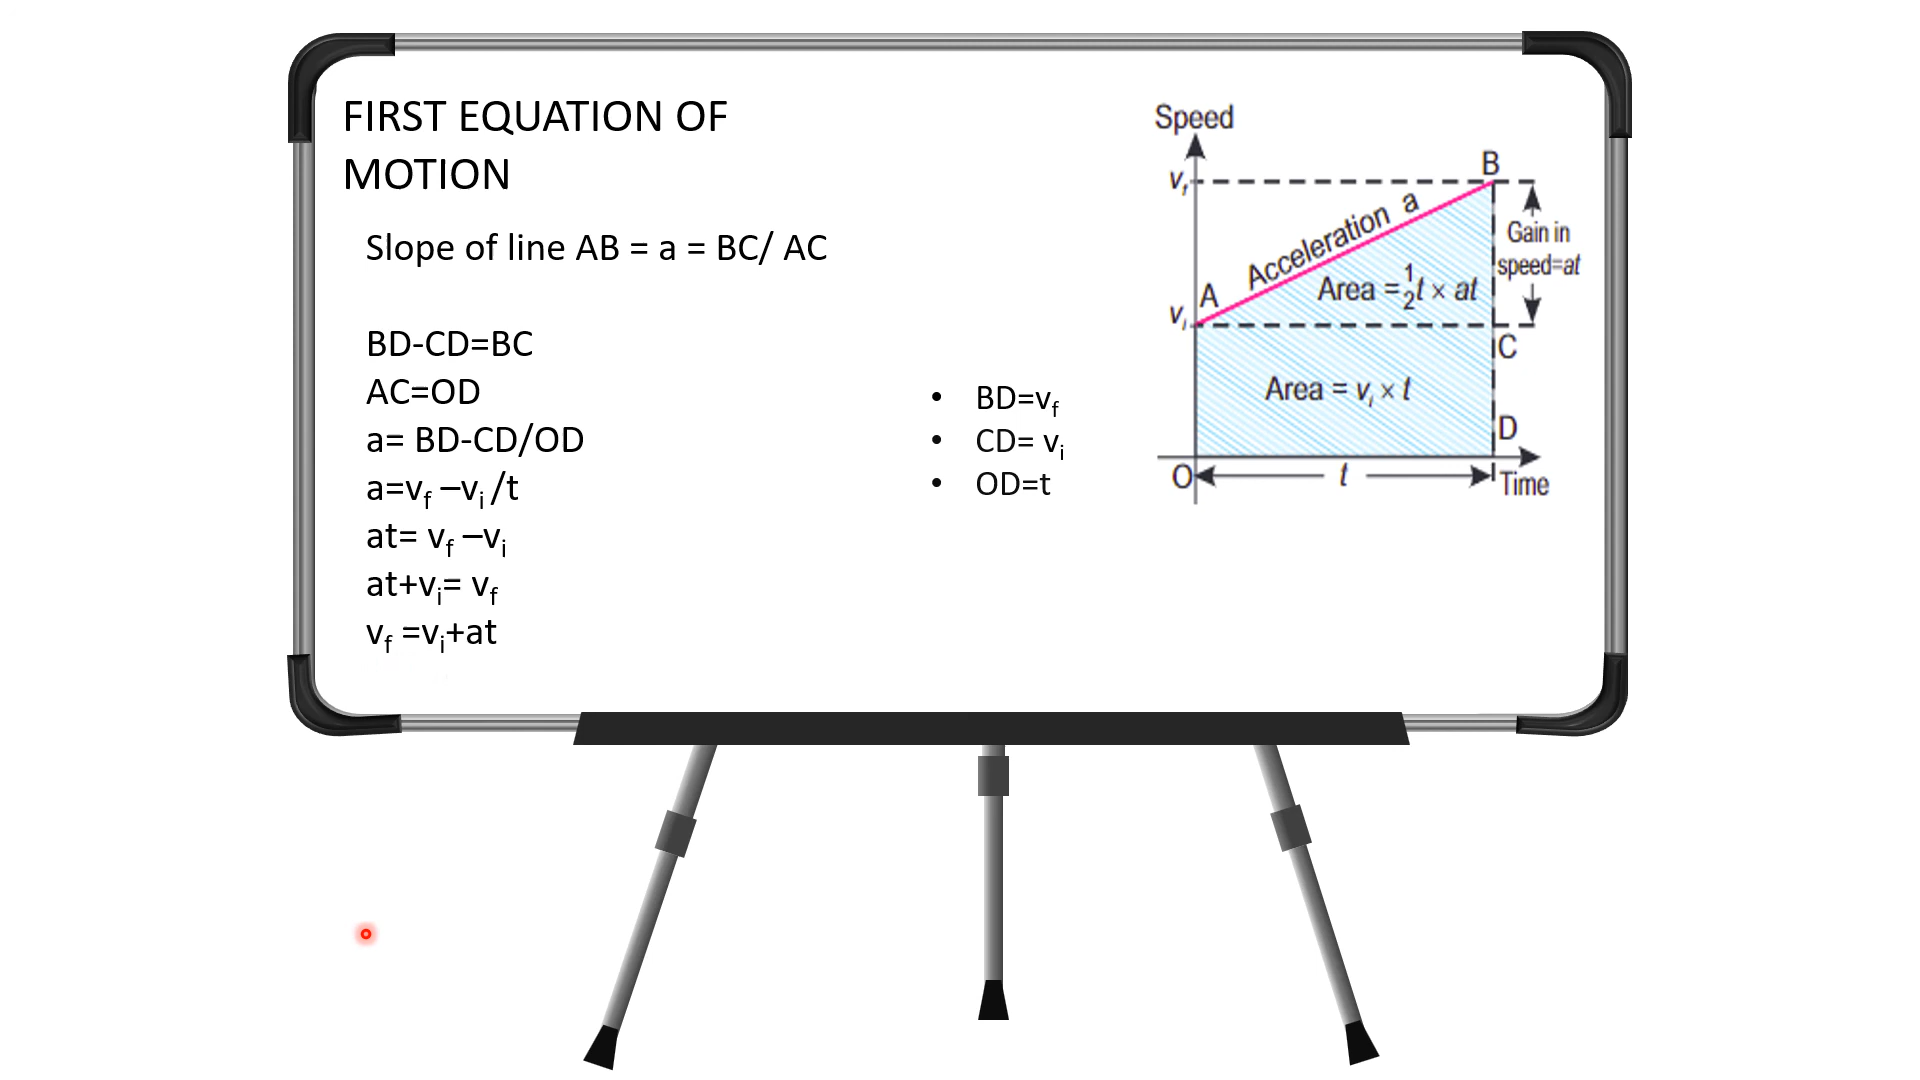 FIRST EQUATION OF
MOTION
Slope of line AB = a = BC/ AC
BD-CD=BC
AC=OD
a= BD-CD/OD
a=vf –vi /t
at= vf –vi
at+vi= vf
vf =vi+at
• BD=vf
• CD= vi
• OD=t
Speed
vf
B
Acceleration a
Gain in
speed=at
A
Area = 1/2 t × at
vi
C
Area = vi × t
D
O
t
Time